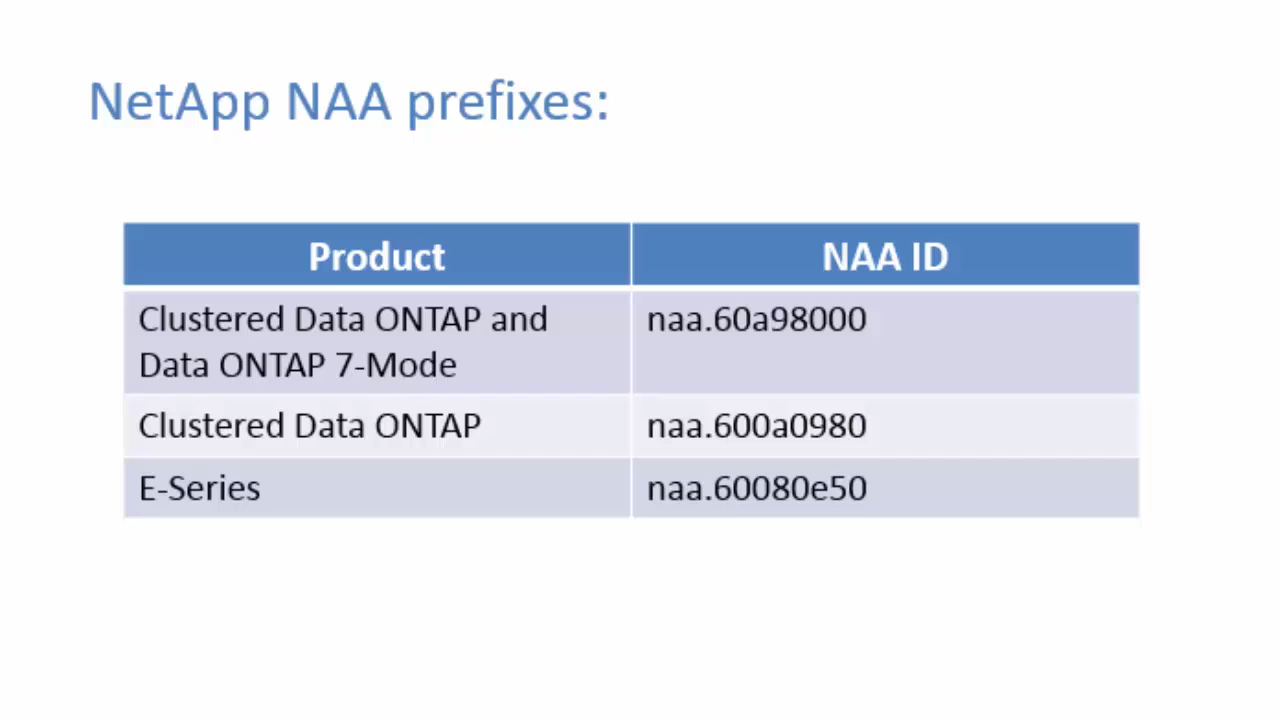 NetApp NAA prefixes:
Product
NAA ID
Clustered Data ONTAP and
Data ONTAP 7-Mode
naa.60a98000
Clustered Data ONTAP
naa.600a0980
E-Series
naa.60080e50